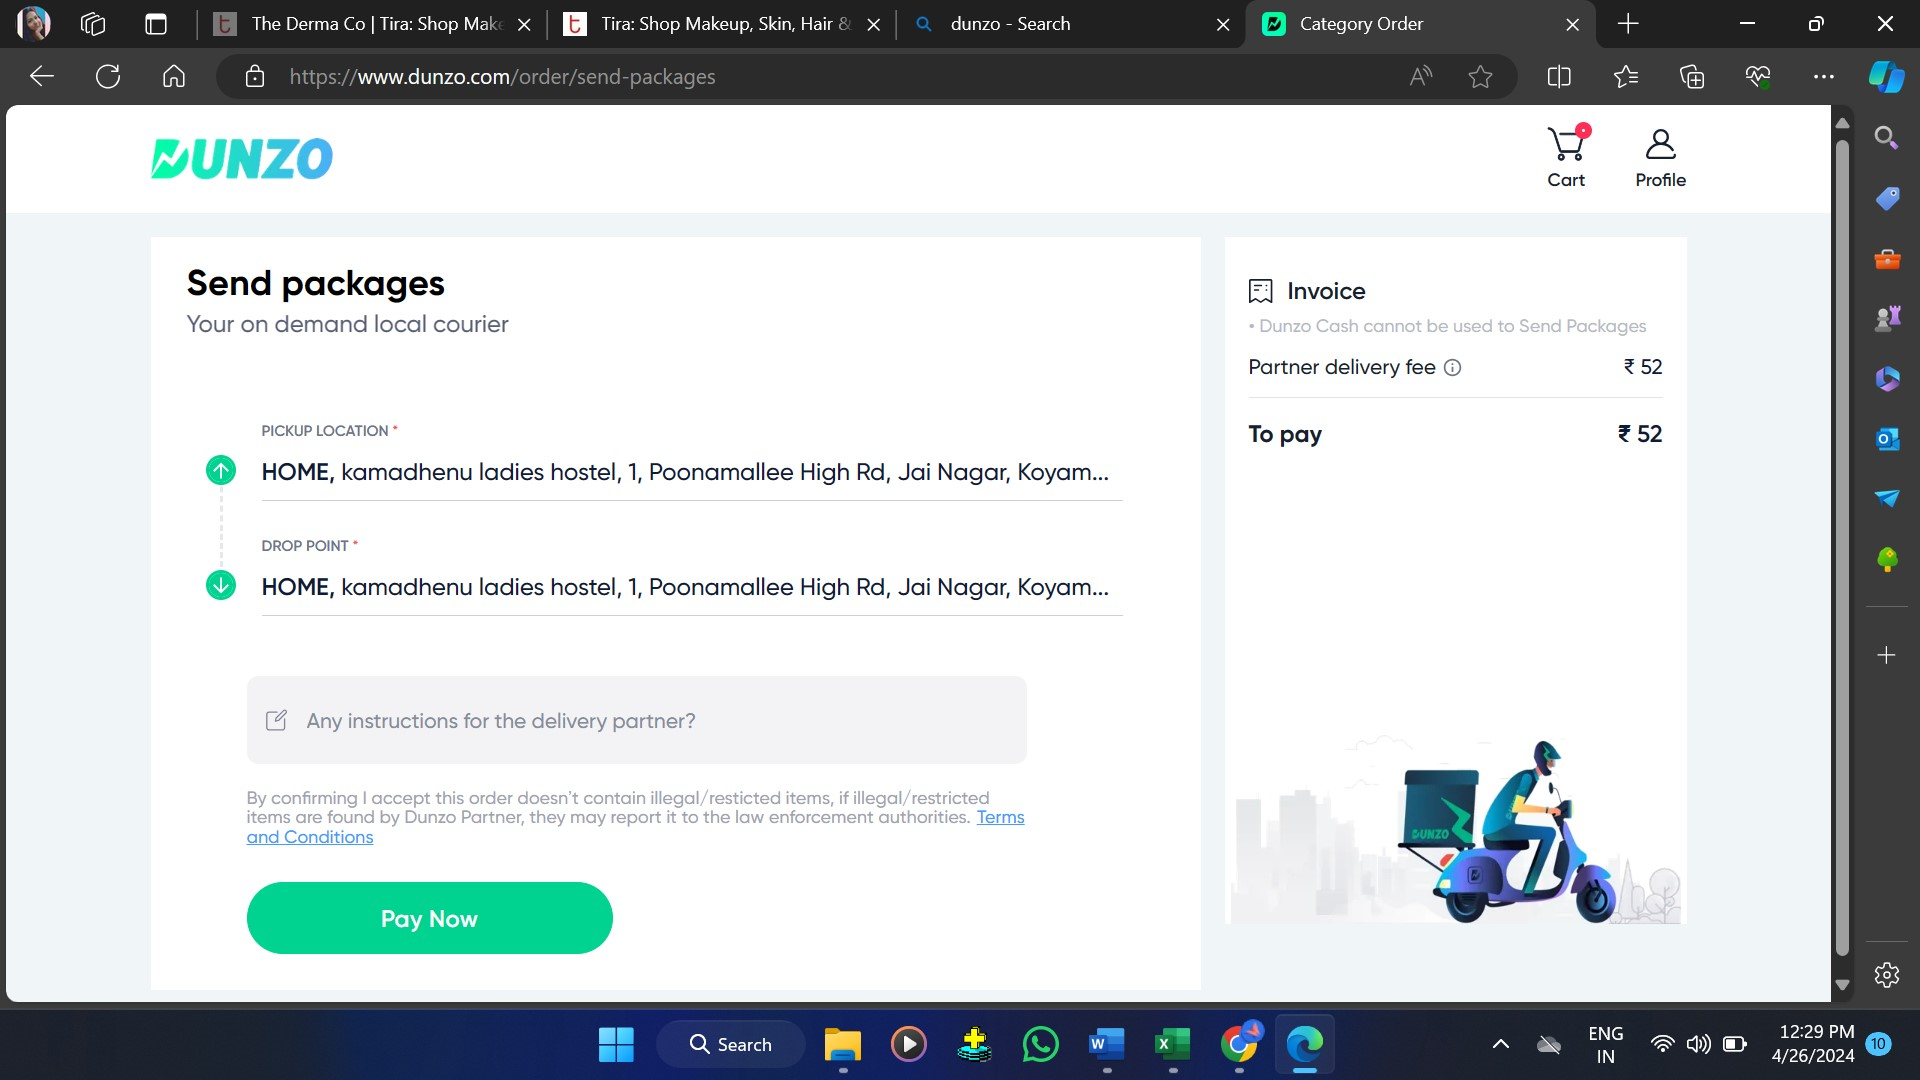 The Derma Co | Tira: Shop Make
Tira: Shop Makeup, Skin, Hair &
dunzo - Search
Category Order
https://www.dunzo.com/order/send-packages
DUNZO
Cart
Profile
Send packages
Your on demand local courier
PICKUP LOCATION *
HOME, kamadhenu ladies hostel, 1, Poonamallee High Rd, Jai Nagar, Koyam...
DROP POINT *
HOME, kamadhenu ladies hostel, 1, Poonamallee High Rd, Jai Nagar, Koyam...
Any instructions for the delivery partner?
By confirming I accept this order doesn't contain illegal/resticted items, if illegal/restricted
items are found by Dunzo Partner, they may report it to the law enforcement authorities. Terms
and Conditions
Pay Now
Invoice
• Dunzo Cash cannot be used to Send Packages
Partner delivery fee ₹ 52
To pay ₹ 52
DUNZO
Search
ENG
IN
12:29 PM
4/26/2024
10